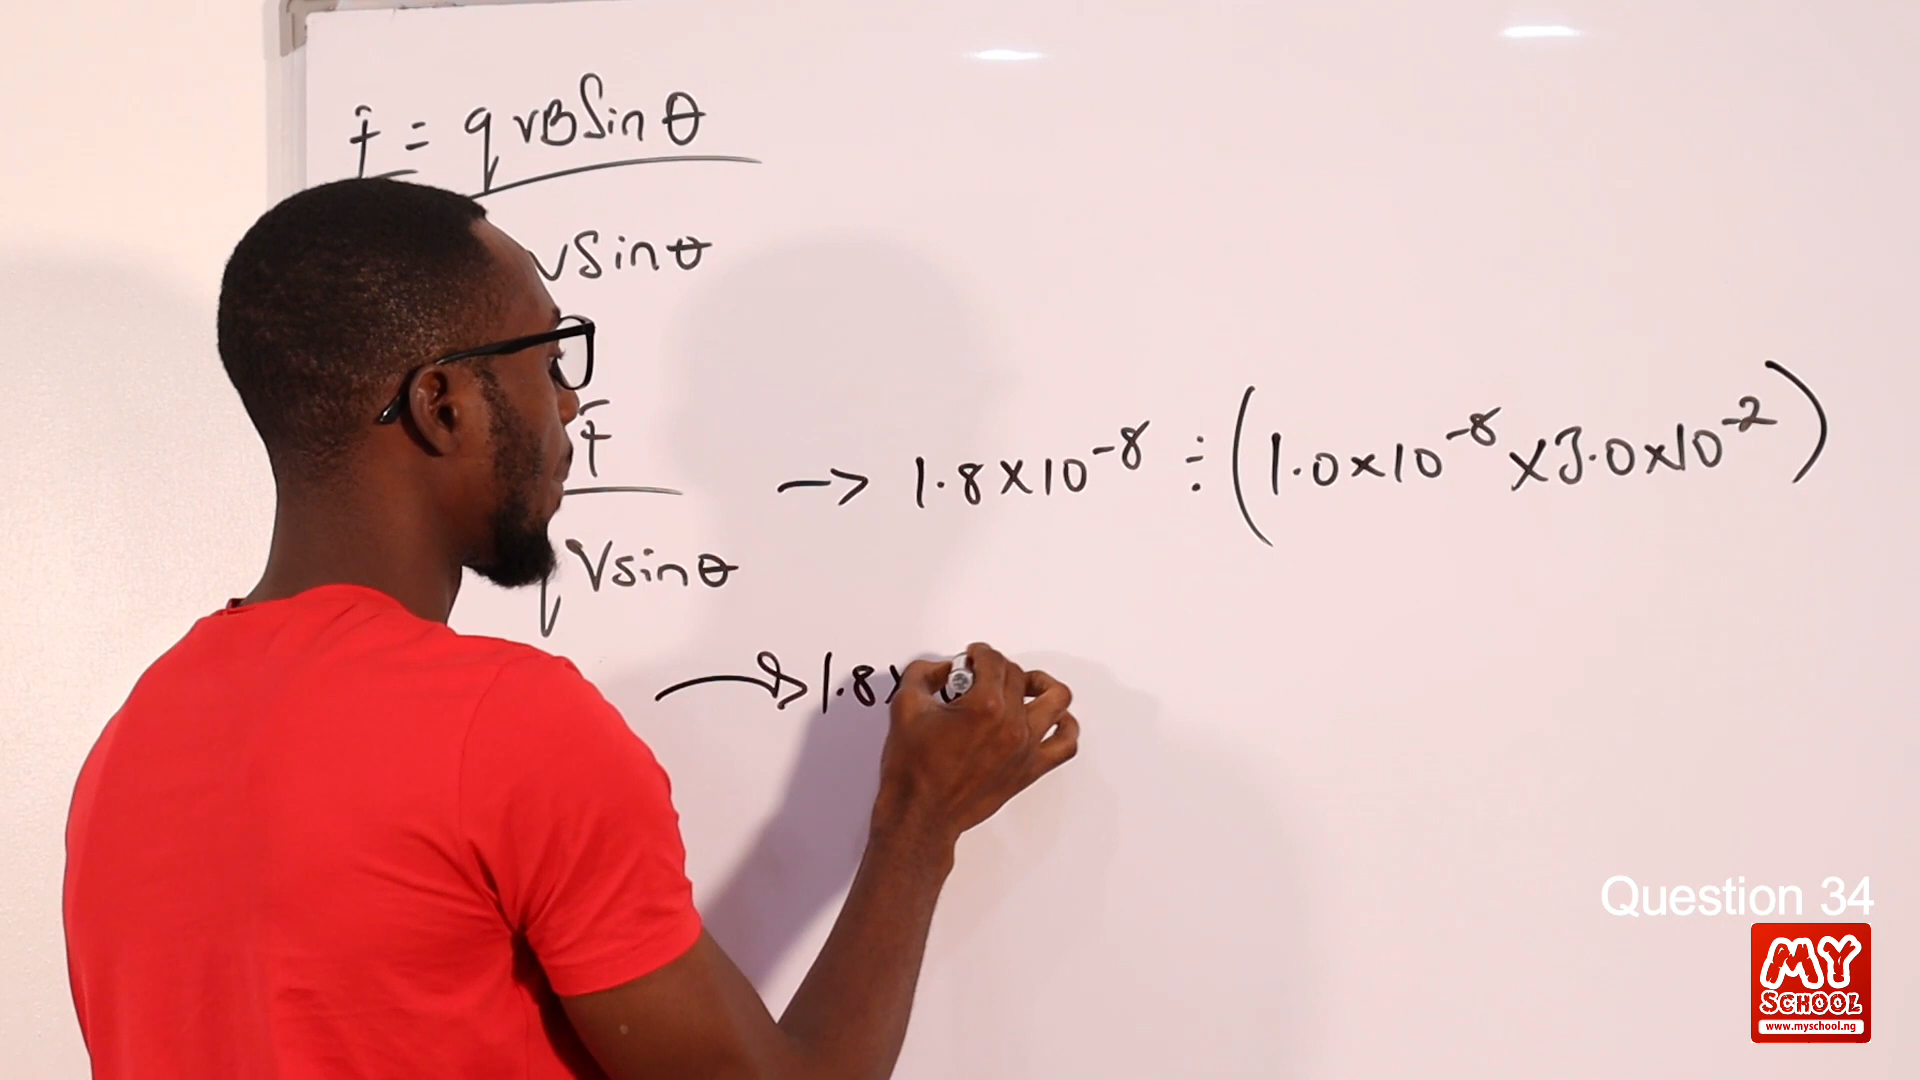 F = qvBSinθ
vSinθ
F
qVsinθ
→ 1.8×10⁻⁸ ÷ (1.0×10⁻⁸ × 3.0×10⁻²)
→ 1.8×
Question 34
MY
SCHOOL
www.myschool.ng